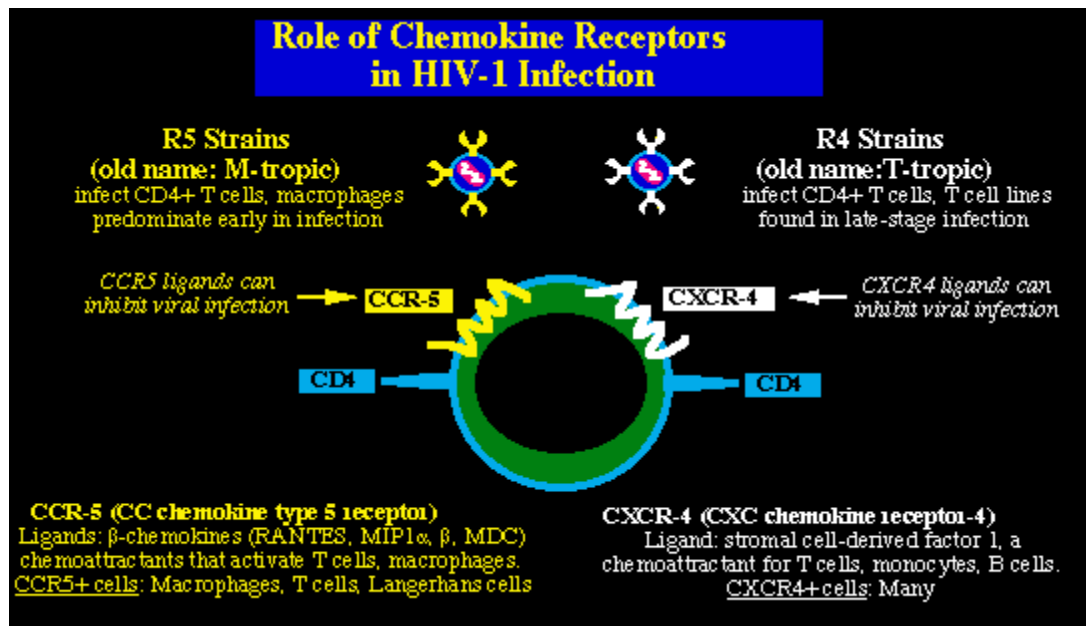 Role of Chemokine Receptors
in HIV-1 Infection
R5 Strains
(old name: M-tropic)
infect CD4+ T cells, macrophages
predominate early in infection
R4 Strains
(old name:T-tropic)
infect CD4+ T cells, T cell lines
found in late-stage infection
CCR5 ligands can
inhibit viral infection
CCR-5
CXCR-4
CXCR4 ligands can
inhibit viral infection
CD4
CD4
CCR-5 (CC chemokine type 5 receptor)
Ligands: β-chemokines (RANTES, MIP1α, β, MDC)
chemoattractants that activate T cells, macrophages.
CCR5+ cells: Macrophages, T cells, Langerhans cells
CXCR-4 (CXC chemokine receptor-4)
Ligand: stromal cell-derived factor 1, a
chemoattractant for T cells, monocytes, B cells.
CXCR4+cells: Many